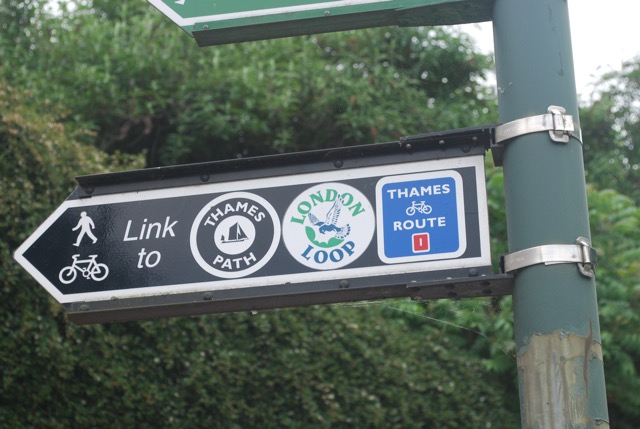 Link
to
THAMES
PATH
LONDON
LOOP
THAMES
ROUTE
1